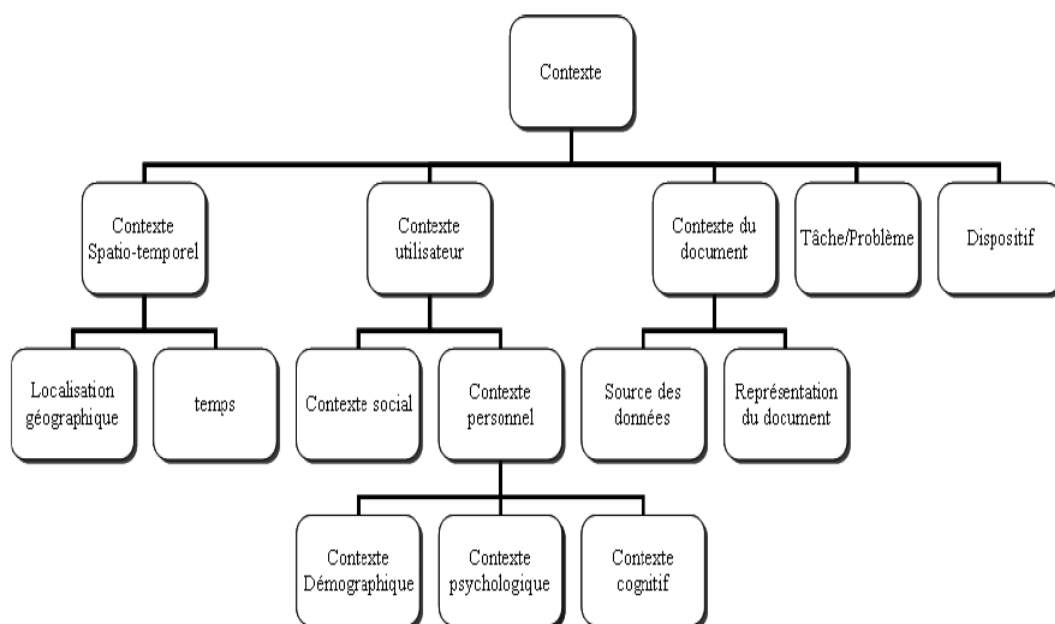 Contexte
Contexte
Spatio-temporel
Contexte
utilisateur
Contexte du
document
Tâche/Problème
Dispositif
Localisation
géographique
temps
Contexte social
Contexte
personnel
Source des
données
Représentation
du document
Contexte
Démographique
Contexte
psychologique
Contexte
cognitif